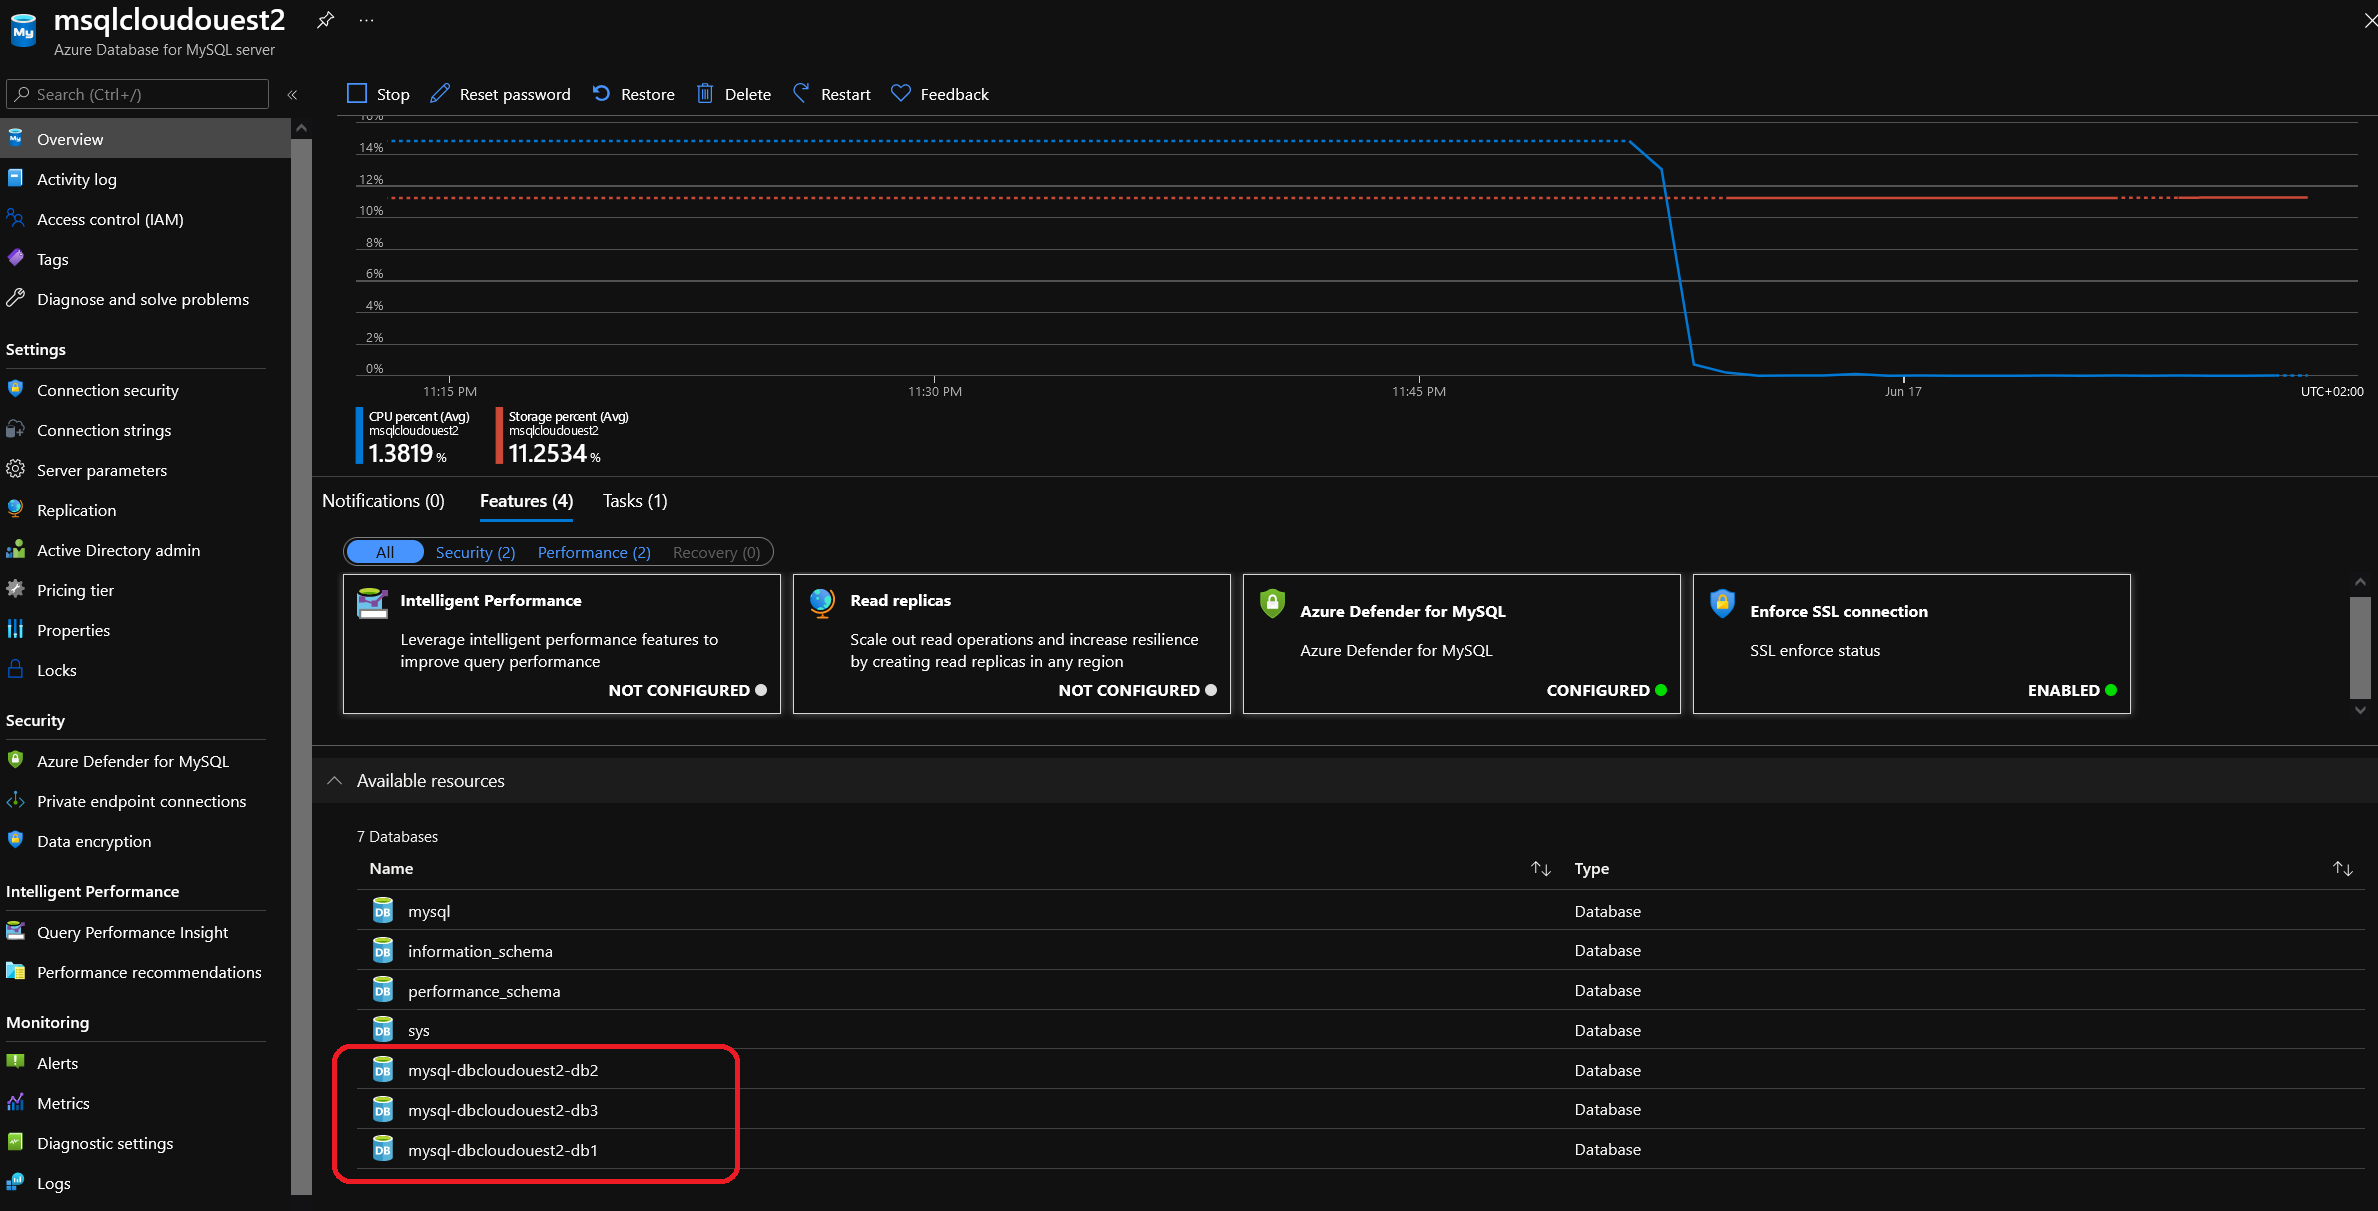 msqlcloudouest2
Azure Database for MySQL server
Search (Ctrl+/)
Overview
Activity log
Access control (IAM)
Tags
Diagnose and solve problems
Settings
Connection security
Connection strings
Server parameters
Replication
Active Directory admin
Pricing tier
Properties
Locks
Security
Azure Defender for MySQL
Private endpoint connections
Data encryption
Intelligent Performance
Query Performance Insight
Performance recommendations
Monitoring
Alerts
Metrics
Diagnostic settings
Logs
Stop Reset password Restore Delete Restart Feedback
16%
14%
12%
10%
8%
6%
4%
2%
0%
11:15 PM 11:30 PM 11:45 PM Jun 17 UTC+02:00
CPU percent (Avg)
msqlcloudouest2
1.3819 %
Storage percent (Avg)
msqlcloudouest2
11.2534 %
Notifications (0) Features (4) Tasks (1)
All Security (2) Performance (2) Recovery (0)
Intelligent Performance
Leverage intelligent performance features to
improve query performance
NOT CONFIGURED
Read replicas
Scale out read operations and increase resilience
by creating read replicas in any region
NOT CONFIGURED
Azure Defender for MySQL
Azure Defender for MySQL
CONFIGURED
Enforce SSL connection
SSL enforce status
ENABLED
Available resources
7 Databases
Name Type
DB mysql Database
DB information_schema Database
DB performance_schema Database
DB sys Database
DB mysql-dbcloudouest2-db2 Database
DB mysql-dbcloudouest2-db3 Database
DB mysql-dbcloudouest2-db1 Database